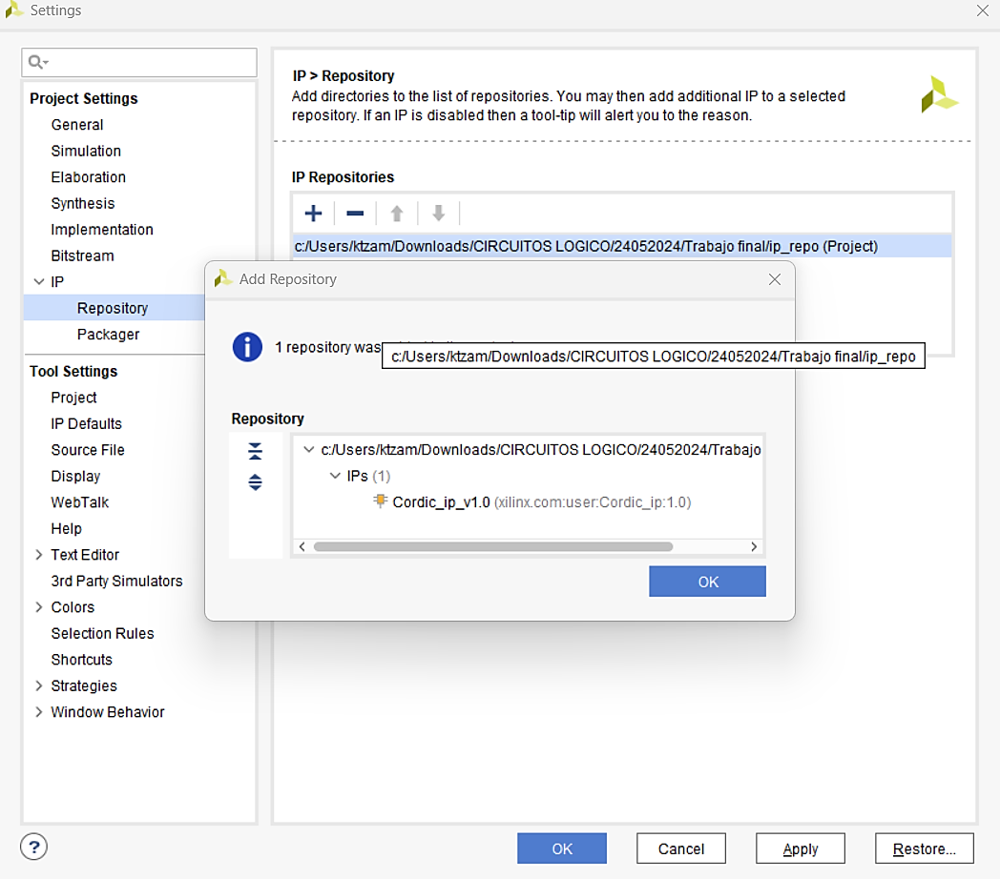 Settings
Project Settings
General
Simulation
Elaboration
Synthesis
Implementation
Bitstream
IP
Repository
Packager
Tool Settings
Project
IP Defaults
Source File
Display
WebTalk
Help
Text Editor
3rd Party Simulators
Colors
Selection Rules
Shortcuts
Strategies
Window Behavior
IP > Repository
Add directories to the list of repositories. You may then add additional IP to a selected
repository. If an IP is disabled then a tool-tip will alert you to the reason.
IP Repositories
c:/Users/ktzam/Downloads/CIRCUITOS LOGICO/24052024/Trabajo final/ip_repo (Project)
Add Repository
1 repository was
c:/Users/ktzam/Downloads/CIRCUITOS LOGICO/24052024/Trabajo final/ip_repo
Repository
c:/Users/ktzam/Downloads/CIRCUITOS LOGICO/24052024/Trabajo
IPs (1)
Cordic_ip_v1.0 (xilinx.com:user:Cordic_ip:1.0)
OK
?
OK
Cancel
Apply
Restore...